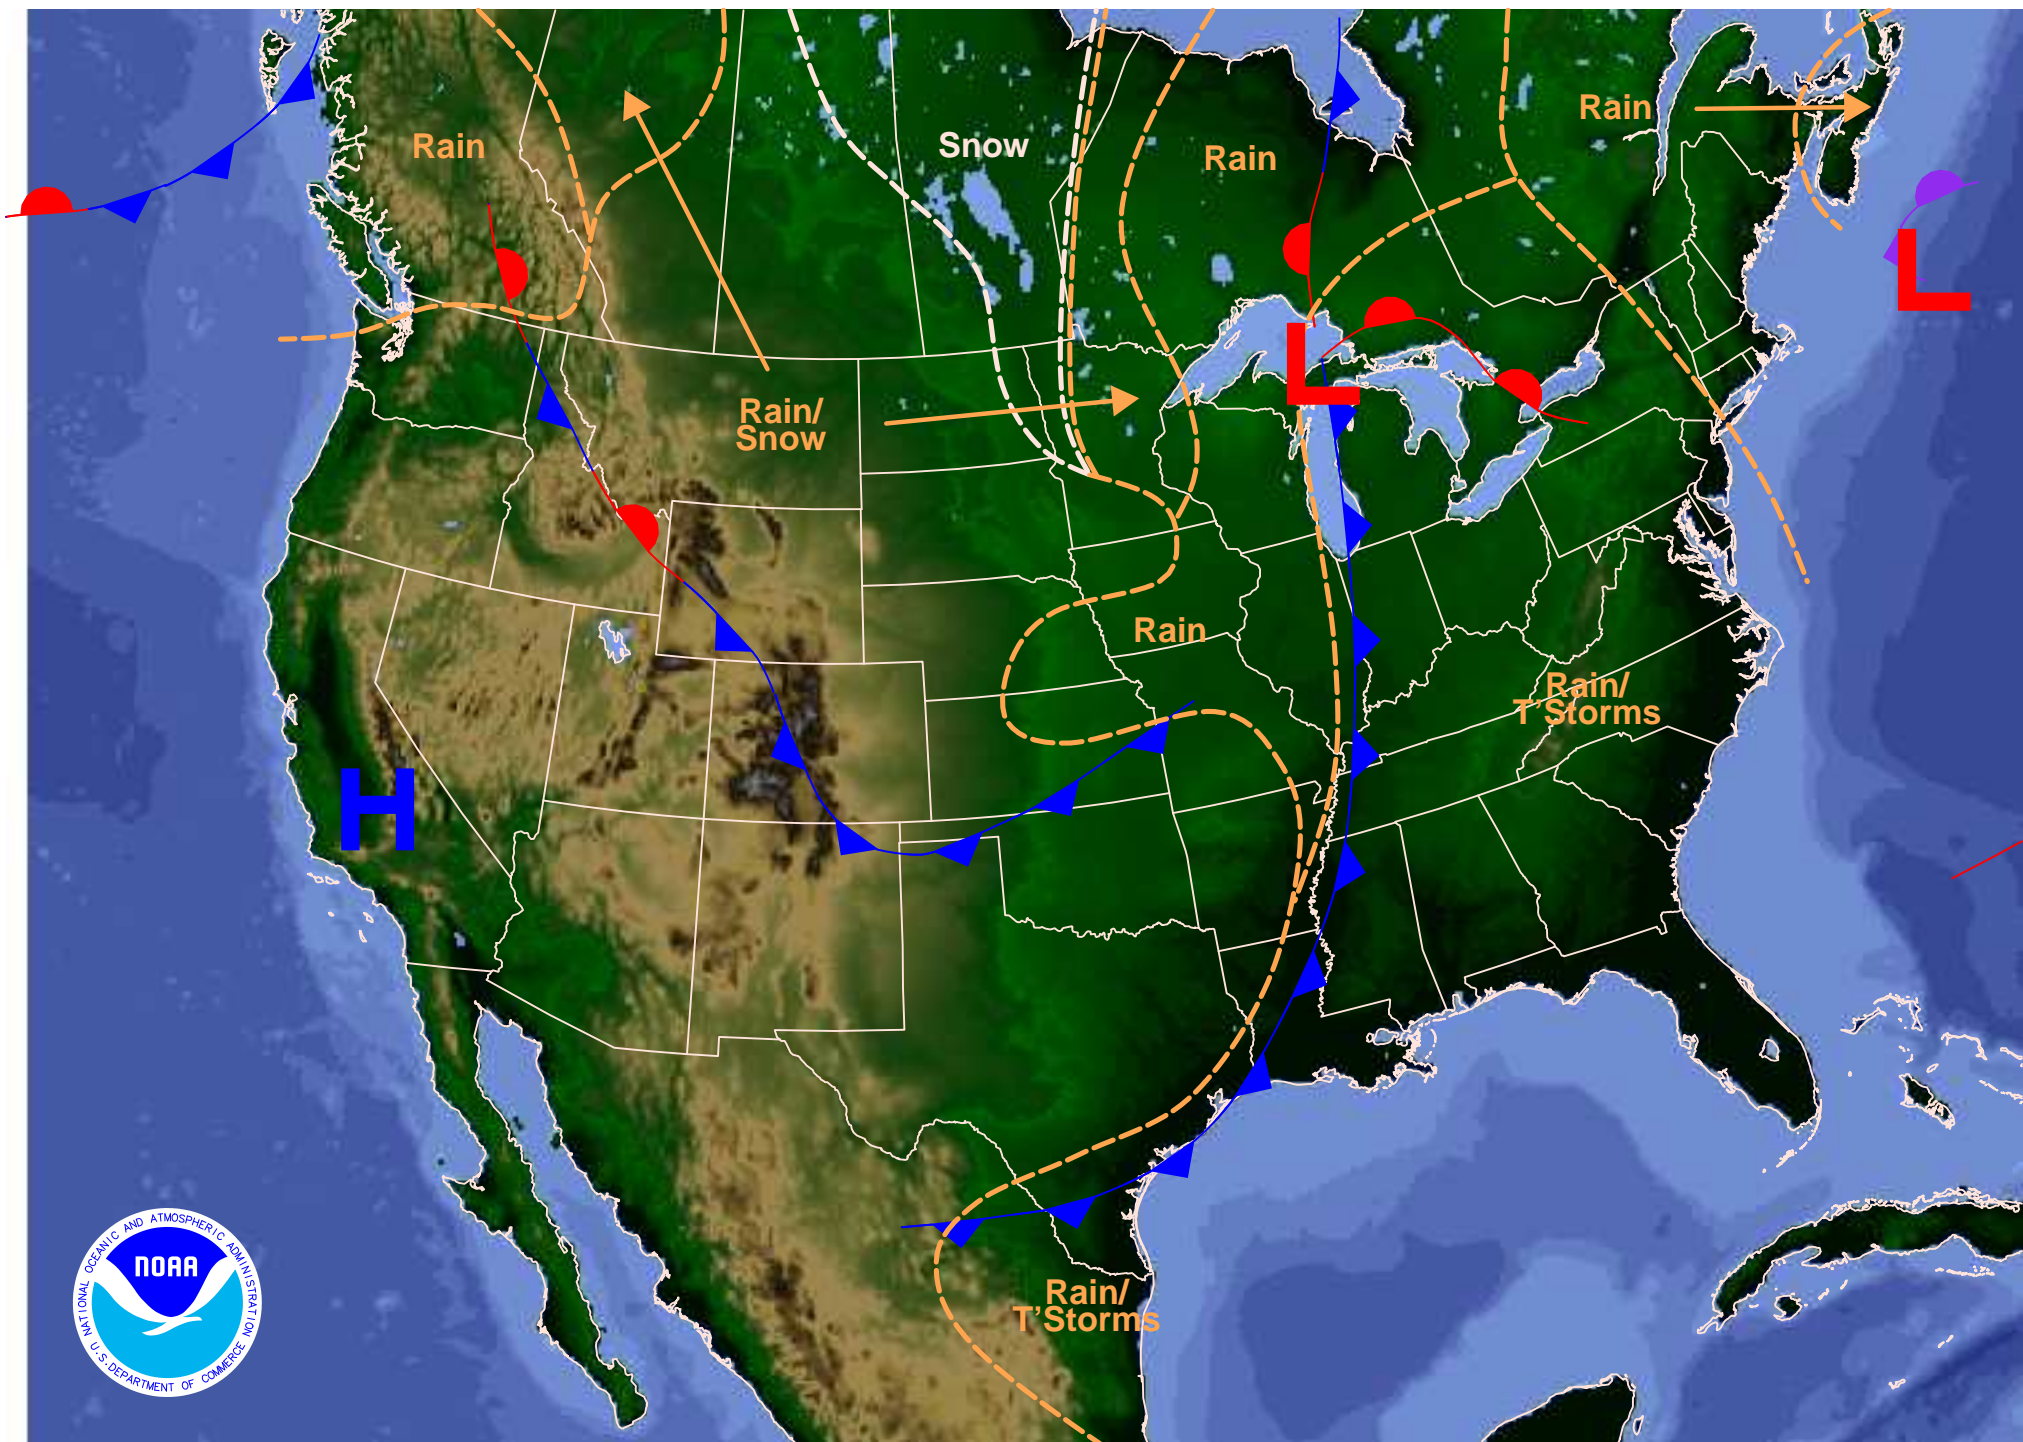 Rain
Snow
Rain
Rain
Rain/
Snow
L
L
Rain
Rain/
T'Storms
H
Rain/
T'Storms
NOAA
NATIONAL OCEANIC AND ATMOSPHERIC ADMINISTRATION
U.S. DEPARTMENT OF COMMERCE